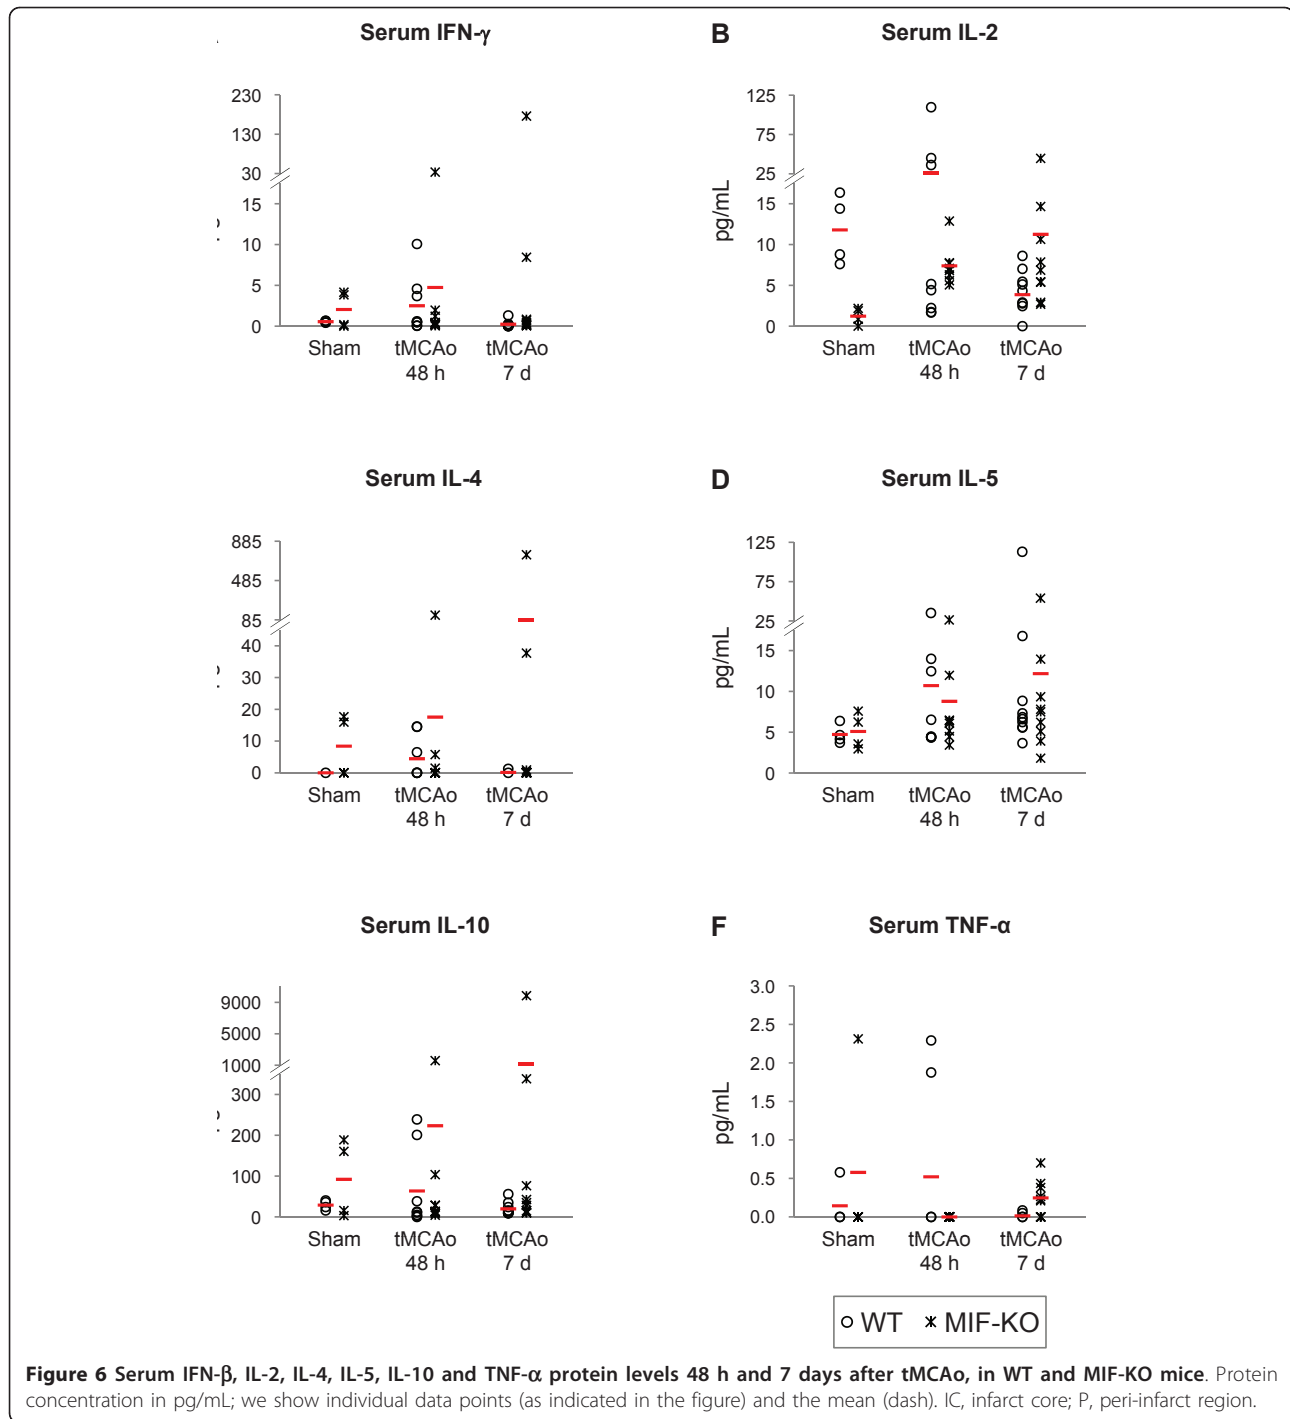 Serum IFN-γ
230
130
30
15
10
5
0
Sham tMCAo tMCAo
48 h 7 d
B Serum IL-2
pg/mL
125
75
25
15
10
5
0
Sham tMCAo tMCAo
48 h 7 d
Serum IL-4
885
485
85
40
30
20
10
0
Sham tMCAo tMCAo
48 h 7 d
D Serum IL-5
pg/mL
125
75
25
15
10
5
0
Sham tMCAo tMCAo
48 h 7 d
Serum IL-10
9000
5000
1000
300
200
100
0
Sham tMCAo tMCAo
48 h 7 d
F Serum TNF-α
pg/mL
3.0
2.5
2.0
1.5
1.0
0.5
0.0
Sham tMCAo tMCAo
48 h 7 d
WT MIF-KO
Figure 6 Serum IFN-β, IL-2, IL-4, IL-5, IL-10 and TNF-α protein levels 48 h and 7 days after tMCAo, in WT and MIF-KO mice. Protein
concentration in pg/mL; we show individual data points (as indicated in the figure) and the mean (dash). IC, infarct core; P, peri-infarct region.